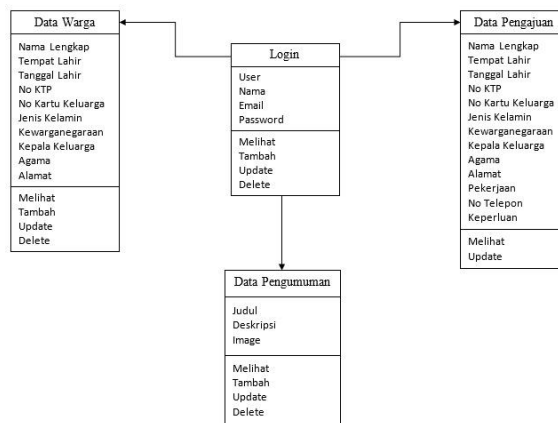 Data Warga
Nama Lengkap
Tempat Lahir
Tanggal Lahir
No KTP
No Kartu Keluarga
Jenis Kelamin
Kewarganegaraan
Kepala Keluarga
Agama
Alamat
Melihat
Tambah
Update
Delete
Login
User
Nama
Email
Password
Melihat
Tambah
Update
Delete
Data Pengajuan
Nama Lengkap
Tempat Lahir
Tanggal Lahir
No KTP
No Kartu Keluarga
Jenis Kelamin
Kewarganegaraan
Kepala Keluarga
Agama
Alamat
Pekerjaan
No Telepon
Keperluan
Melihat
Update
Data Pengumuman
Judul
Deskripsi
Image
Melihat
Tambah
Update
Delete